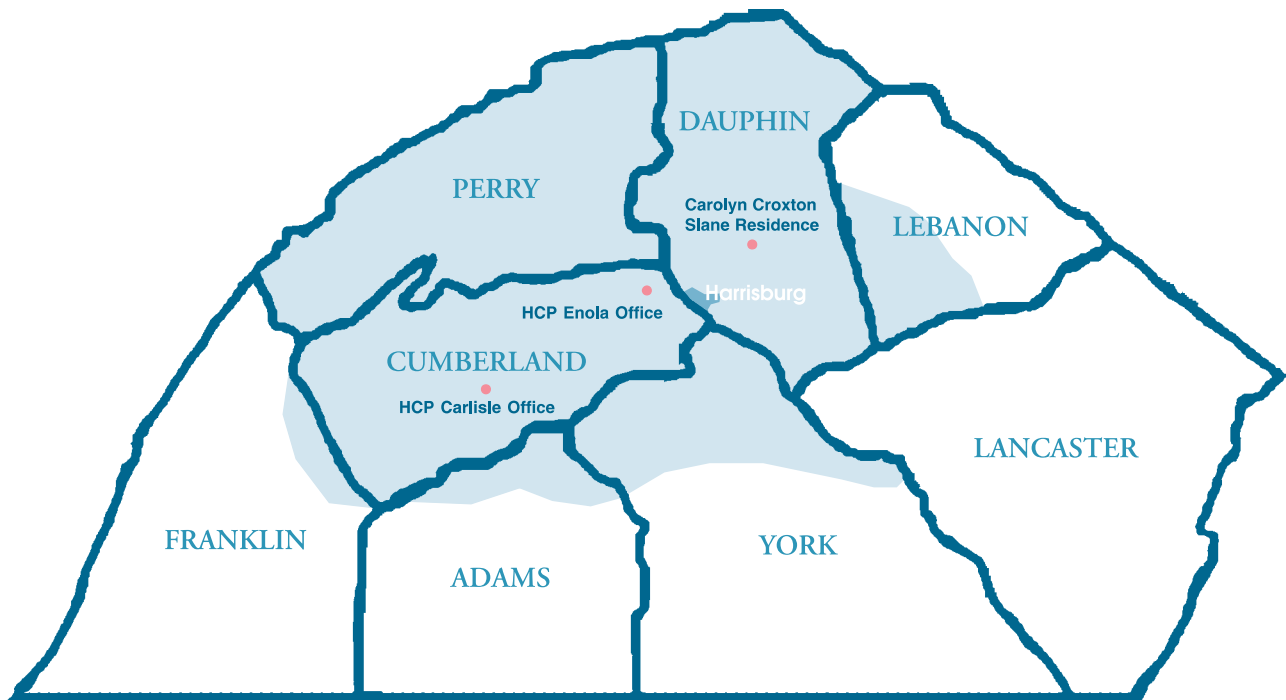 DAUPHIN
PERRY
Carolyn Croxton
Slane Residence
LEBANON
Harrisburg
HCP Enola Office
CUMBERLAND
HCP Carlisle Office
LANCASTER
FRANKLIN
YORK
ADAMS